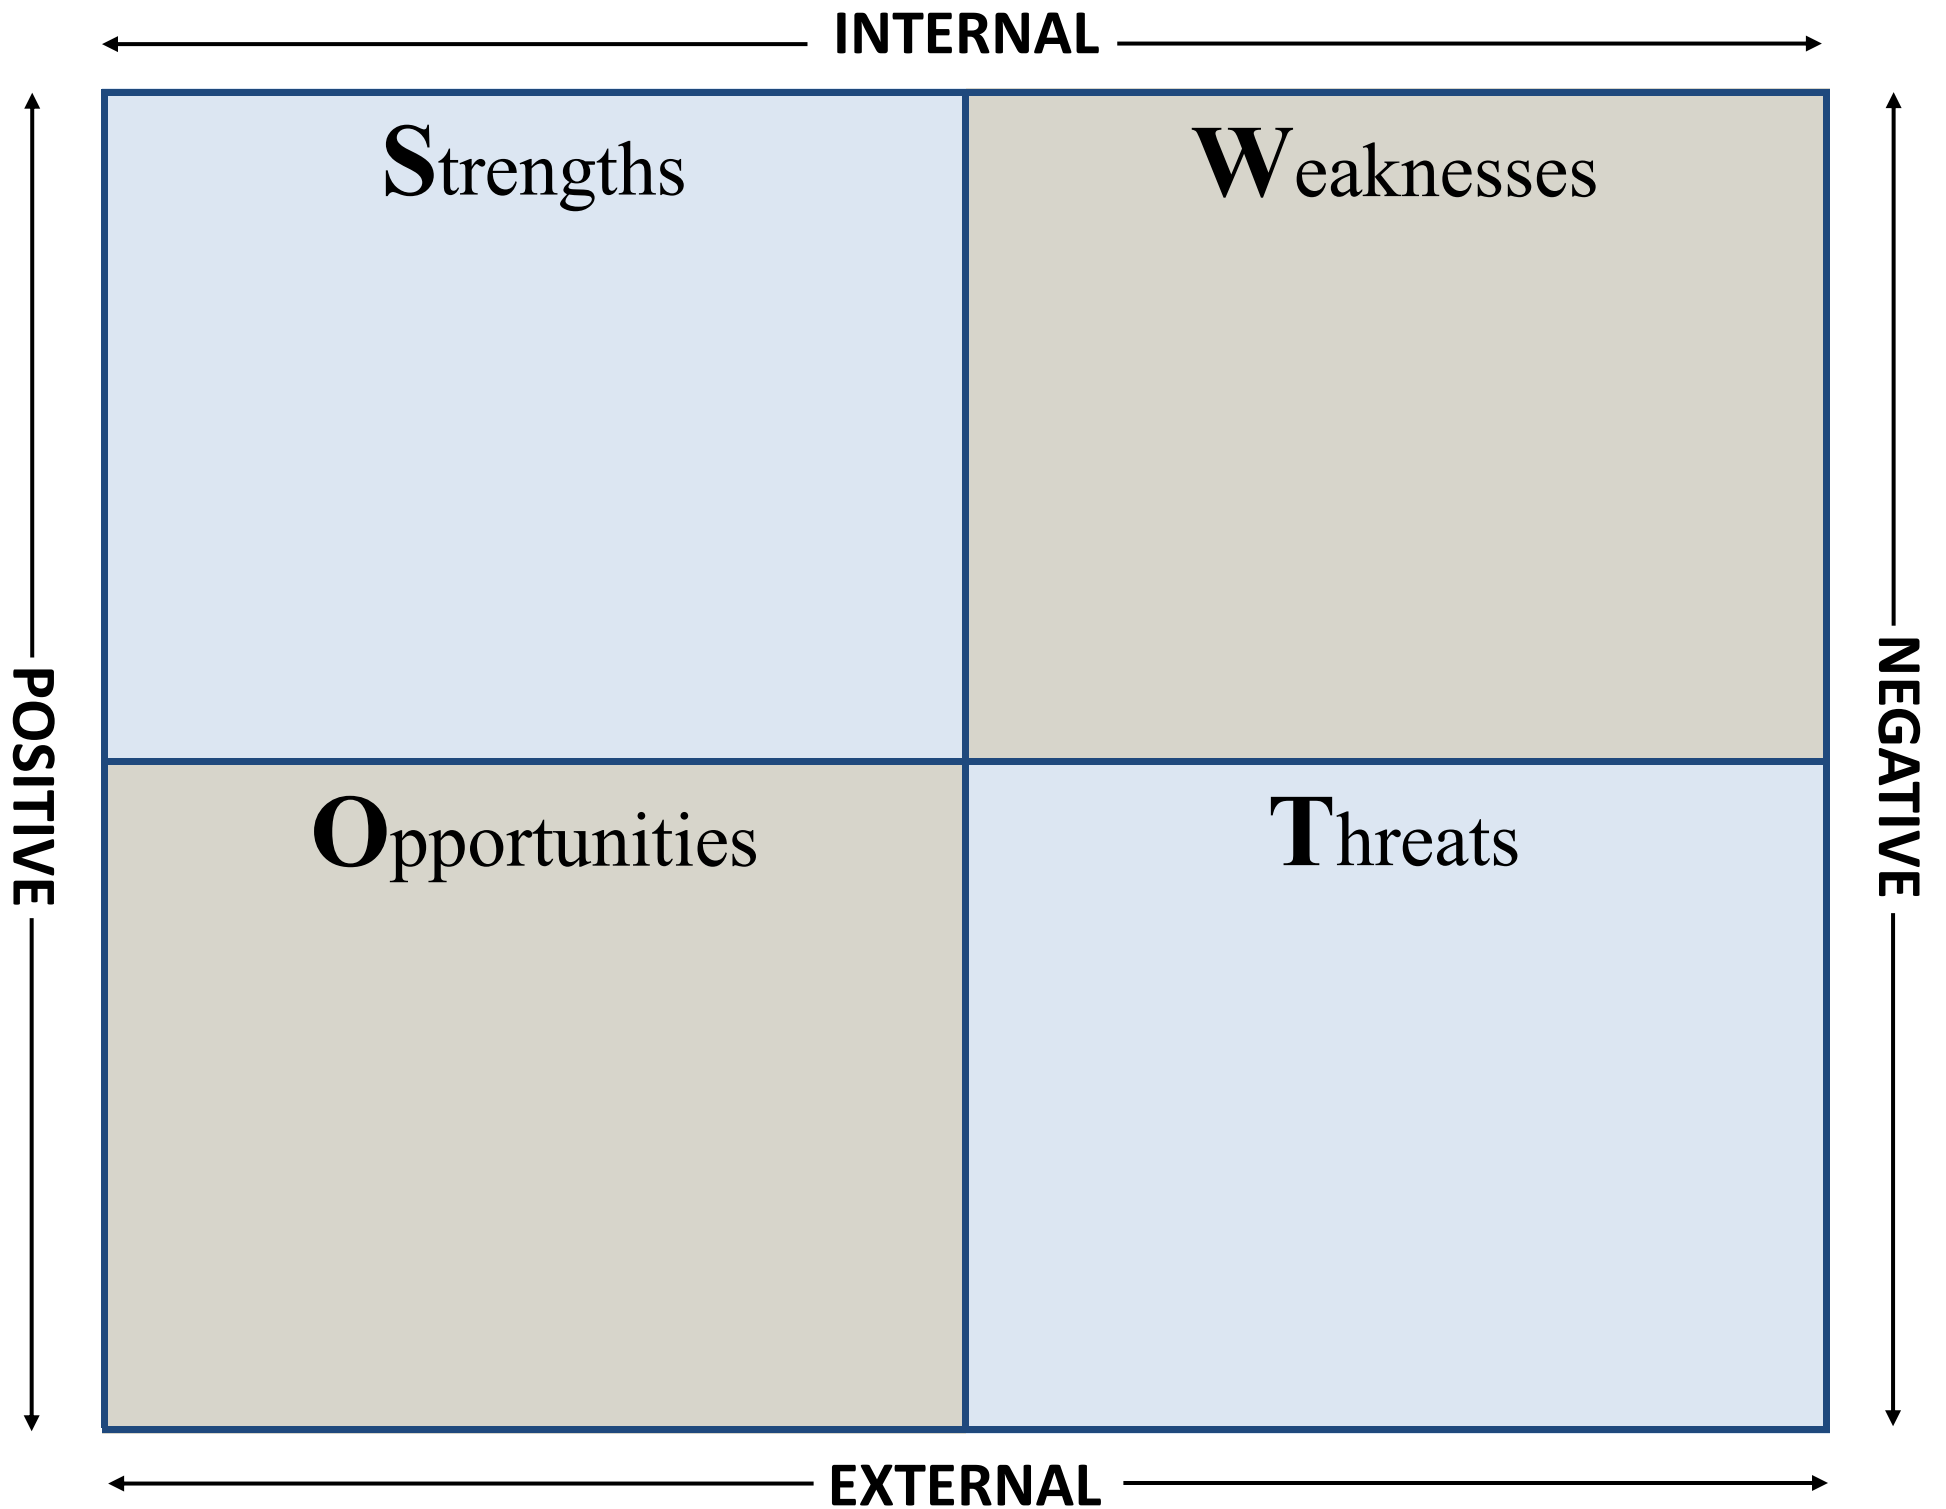 INTERNAL
Strengths
Weaknesses
POSITIVE
NEGATIVE
Opportunities
Threats
EXTERNAL